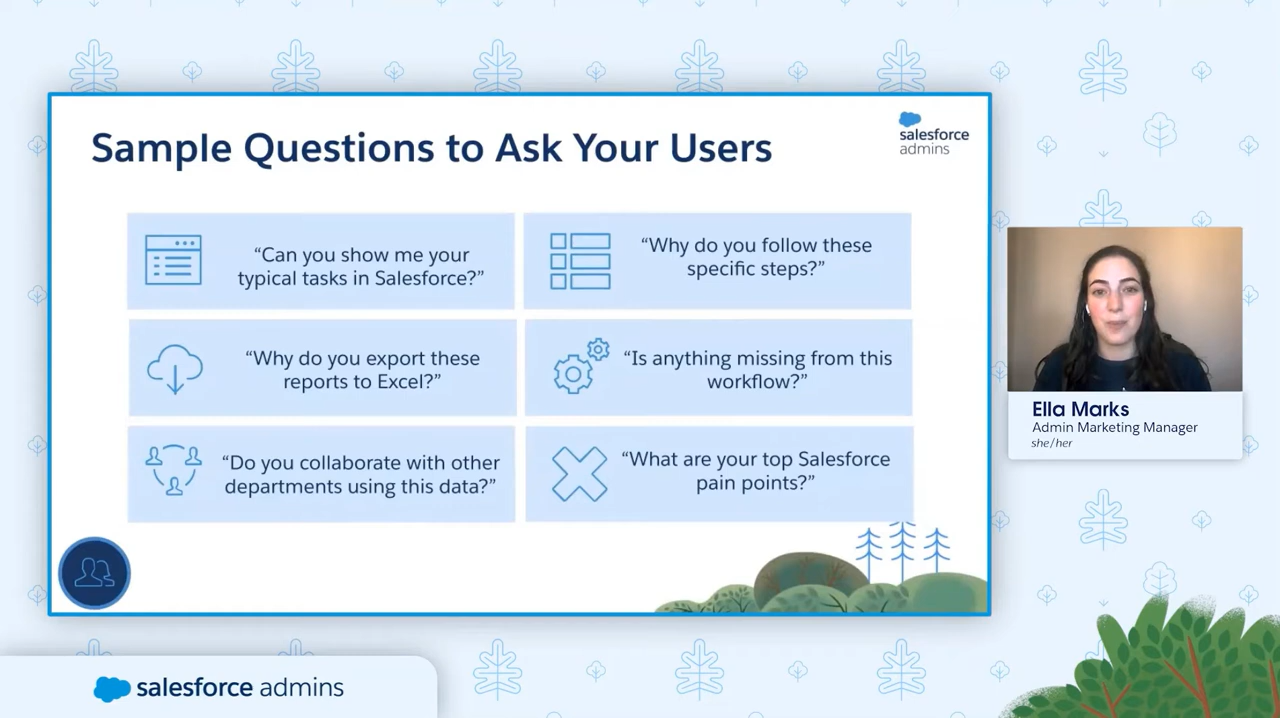 Sample Questions to Ask Your Users
salesforce
admins
“Can you show me your
typical tasks in Salesforce?”
“Why do you follow these
specific steps?”
“Why do you export these
reports to Excel?”
“Is anything missing from this
workflow?”
“Do you collaborate with other
departments using this data?”
“What are your top Salesforce
pain points?”
Ella Marks
Admin Marketing Manager
she/her
salesforce admins